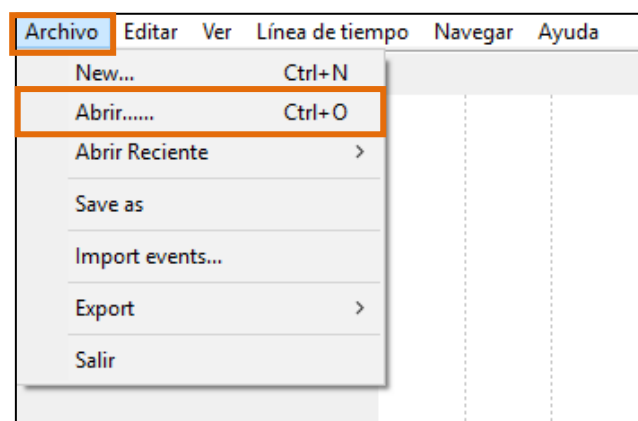 Archivo Editar Ver Línea de tiempo Navegar Ayuda
New... Ctrl+N
Abrir...... Ctrl+O
Abrir Reciente >
Save as
Import events...
Export >
Salir